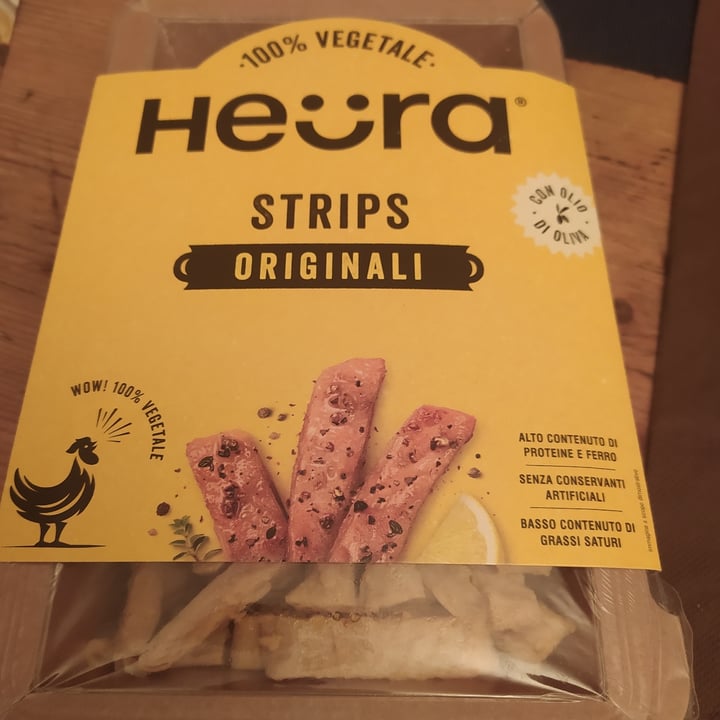 ·100% VEGETALE·
Heüra®
STRIPS
ORIGINALI
CON OLIO
DI OLIVA
WOW! 100% VEGETALE
ALTO CONTENUTO DI
PROTEINE E FERRO
SENZA CONSERVANTI
ARTIFICIALI
BASSO CONTENUTO DI
GRASSI SATURI